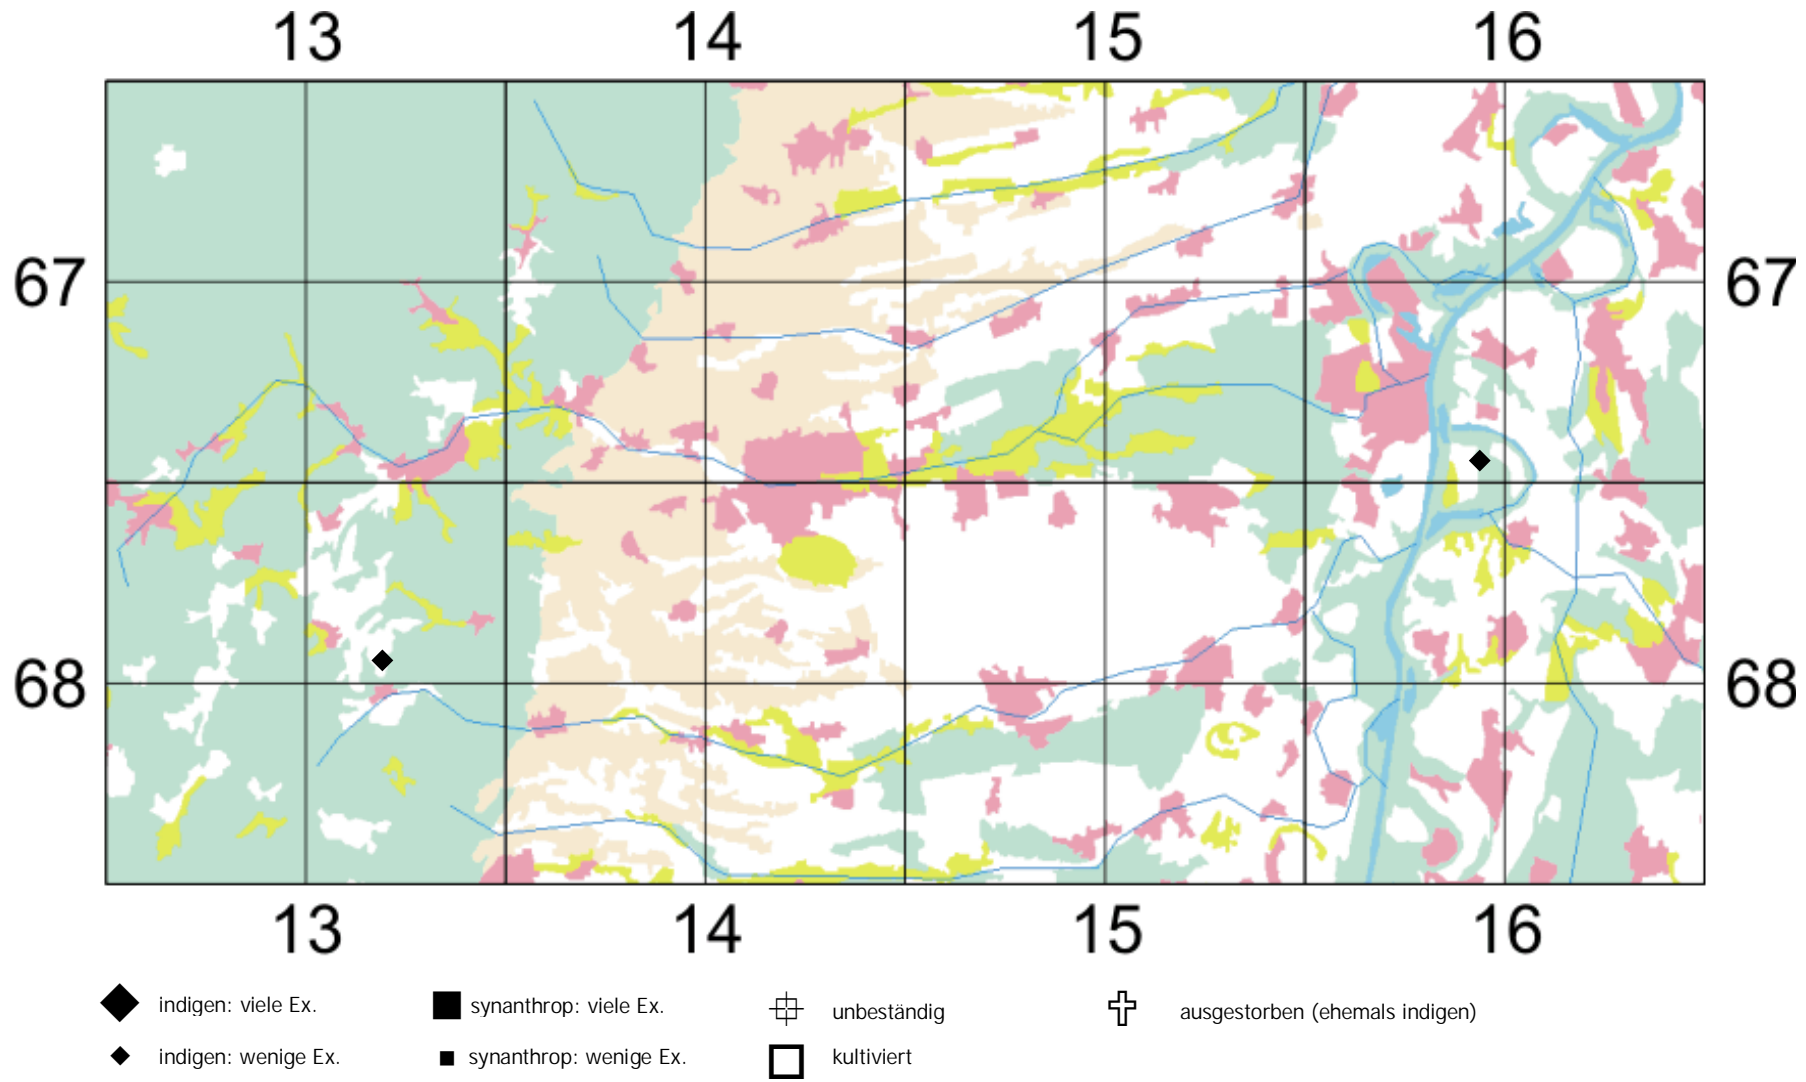 13 14 15 16
67 67
68 68
13 14 15 16
indigen: viele Ex. synanthrop: viele Ex. unbeständig ausgestorben (ehemals indigen)
indigen: wenige Ex. synanthrop: wenige Ex. kultiviert